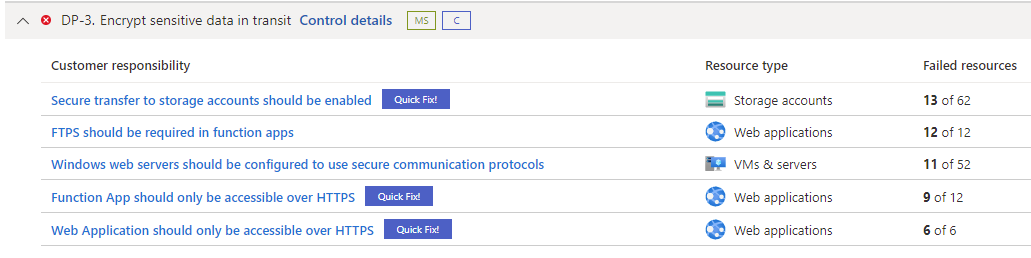 DP-3. Encrypt sensitive data in transit Control details MS C
Customer responsibility Resource type Failed resources
Secure transfer to storage accounts should be enabled Quick Fix! Storage accounts 13 of 62
FTPS should be required in function apps Web applications 12 of 12
Windows web servers should be configured to use secure communication protocols VMs & servers 11 of 52
Function App should only be accessible over HTTPS Quick Fix! Web applications 9 of 12
Web Application should only be accessible over HTTPS Quick Fix! Web applications 6 of 6